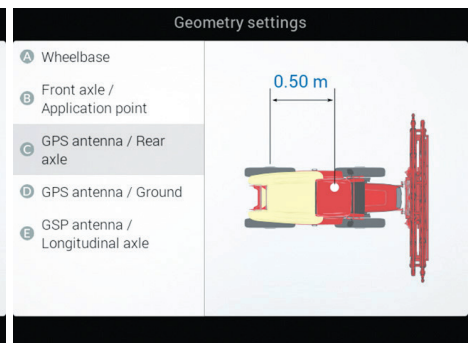 Geometry settings
A Wheelbase
B Front axle /
Application point
C GPS antenna / Rear
axle
D GPS antenna / Ground
E GSP antenna /
Longitudinal axle
0.50 m